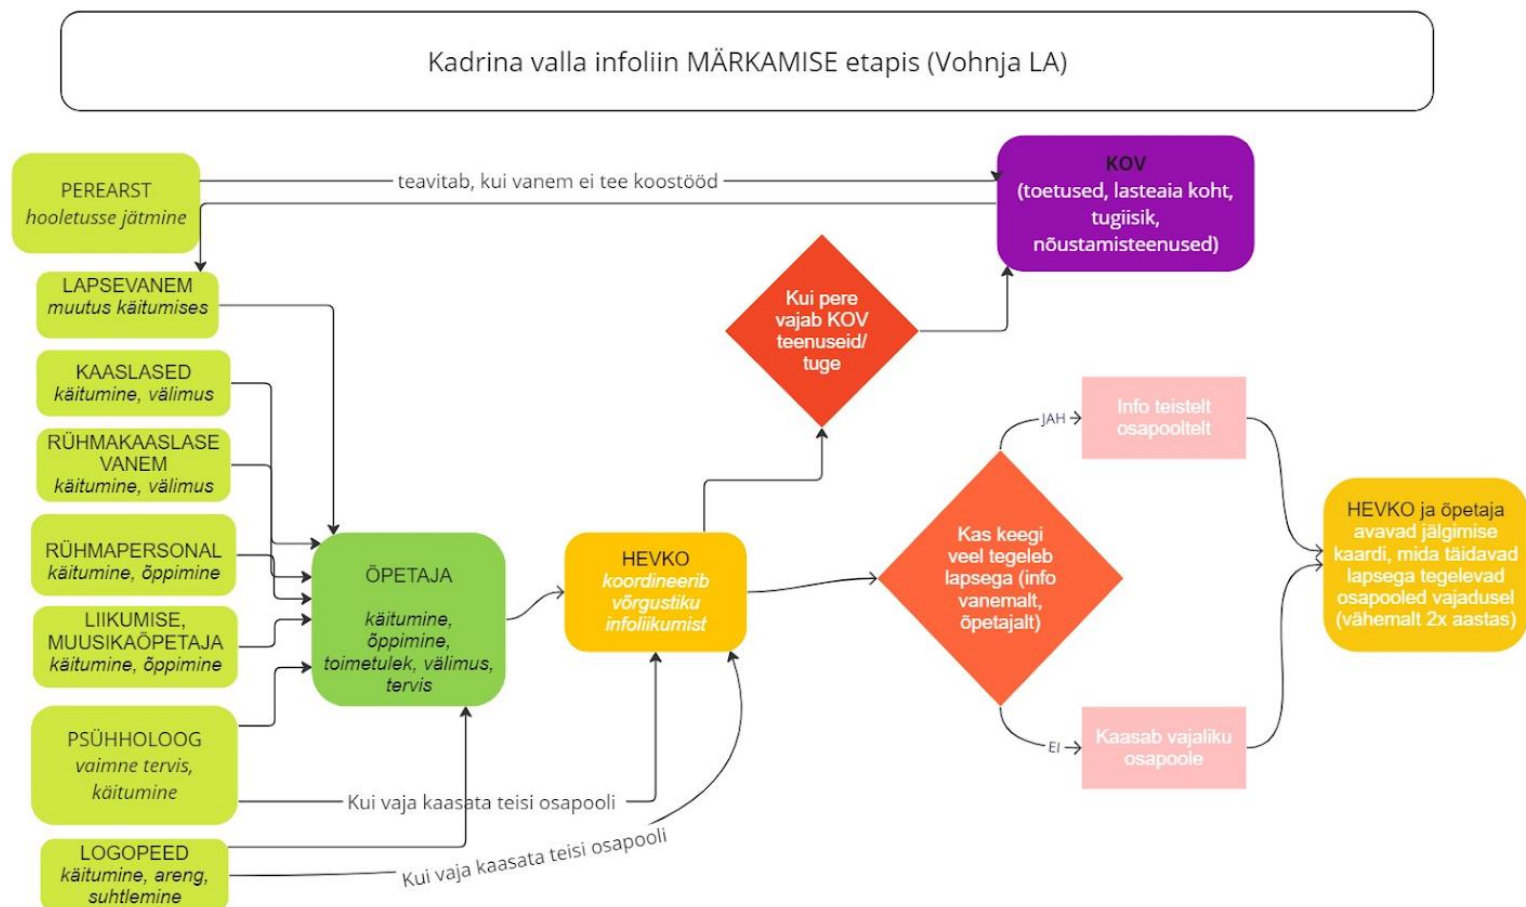 Kadrina valla infoliin MÄRKAMISE etapis (Vohnja LA)
PEREARST
hooletusse jätmine
teavitab, kui vanem ei tee koostööd
KOV
(toetused, lasteaia koht,
tugiisik,
nõustamisteenused)
LAPSEVANEM
muutus käitumises
KAASLASED
käitumine, välimus
RÜHMAKAASLASE
VANEM
käitumine, välimus
RÜHMAPERSONAL
käitumine, õppimine
LIIKUMISE,
MUUSIKAÕPETAJA
käitumine, õppimine
PSÜHHOLOOG
vaimne tervis,
käitumine
LOGOPEED
käitumine, areng,
suhtlemine
ÕPETAJA
käitumine,
õppimine,
toimetulek, välimus,
tervis
Kui vaja kaasata teisi osapooli
Kui vaja kaasata teisi osapooli
HEVKO
koordineerib
võrgustiku
infoliikumist
Kui pere
vajab KOV
teenuseid/
tuge
Kas keegi
veel tegeleb
lapsega (info
vanemalt,
õpetajalt)
JAH
Info teistelt
osapooltelt
EI
Kaasab vajaliku
osapoole
HEVKO ja õpetaja
avavad jälgimise
kaardi, mida täidavad
lapsega tegelevad
osapooled vajadusel
(vähemalt 2x aastas)